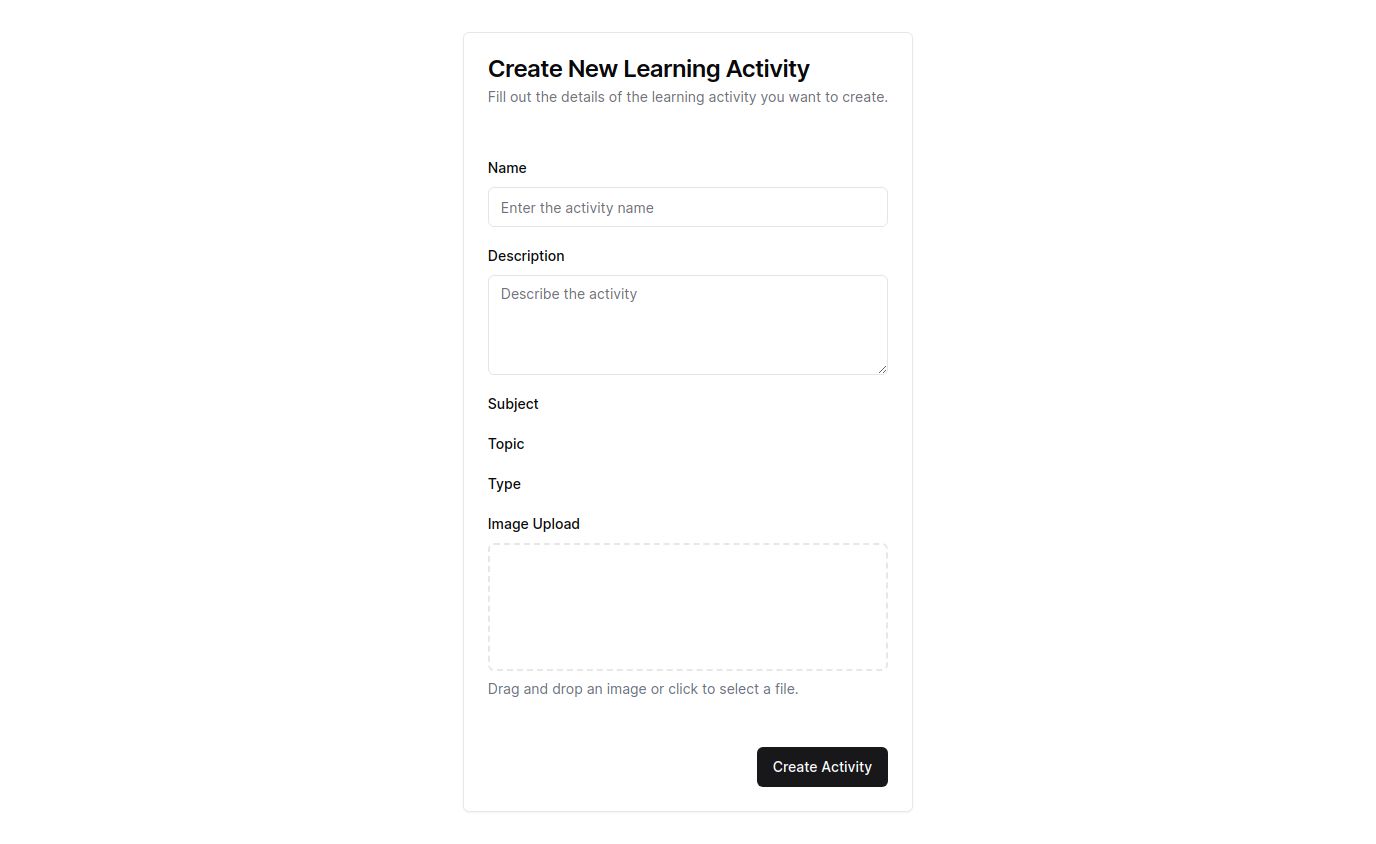 Create New Learning Activity
Fill out the details of the learning activity you want to create.
Name
Enter the activity name
Description
Describe the activity
Subject
Topic
Type
Image Upload
Drag and drop an image or click to select a file.
Create Activity